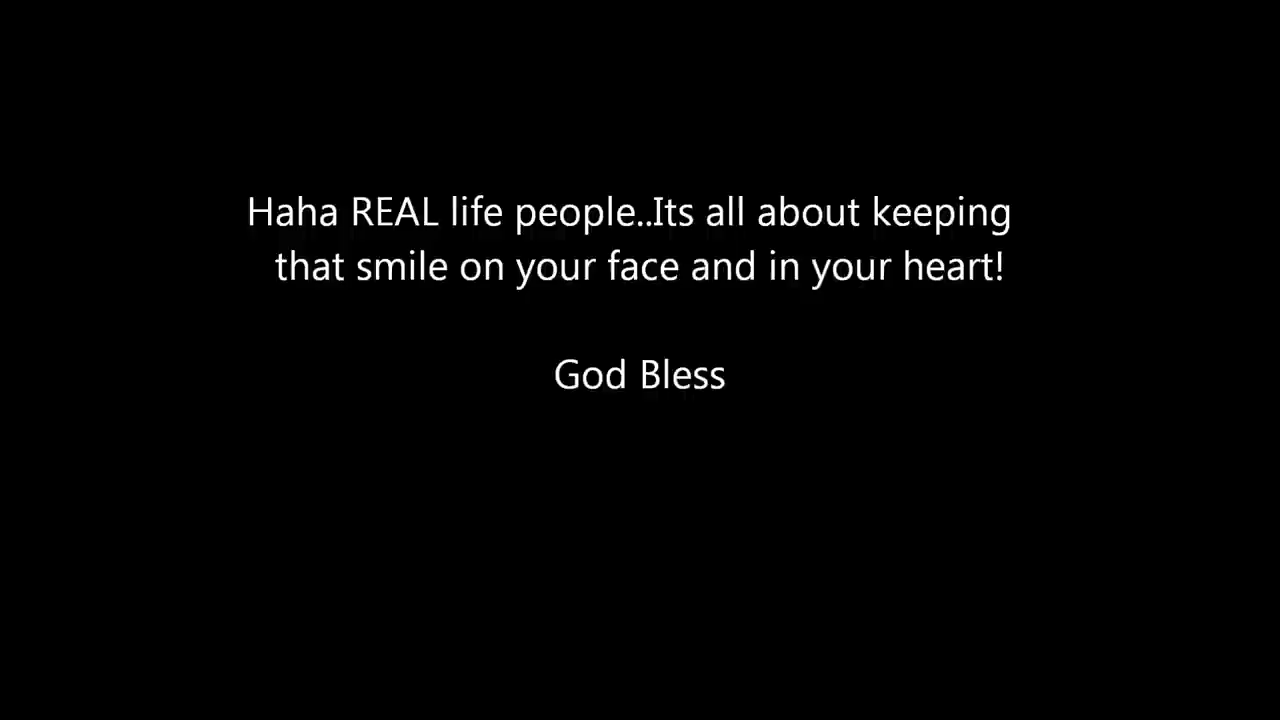 Haha REAL life people..Its all about keeping
that smile on your face and in your heart!
God Bless